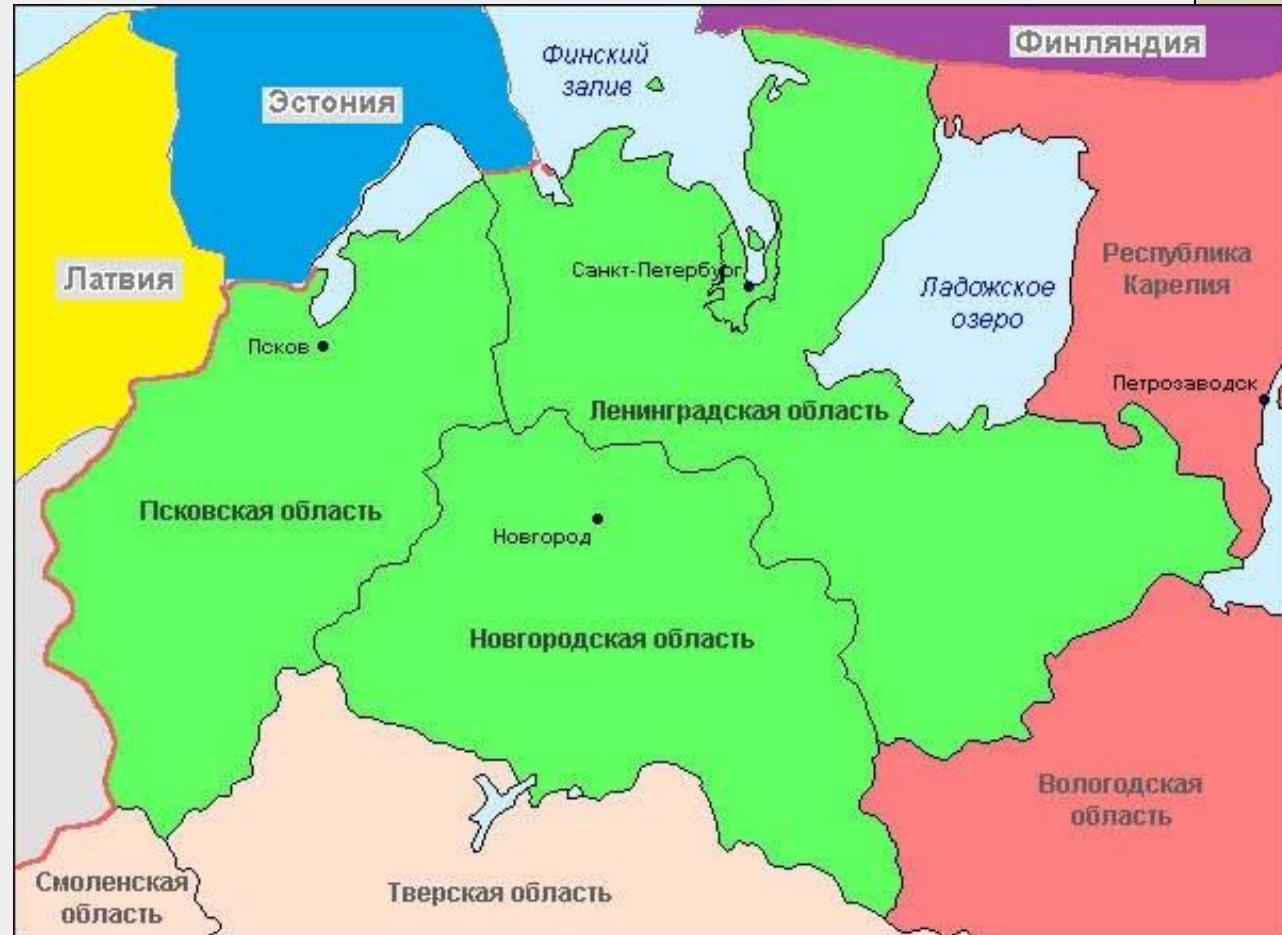 Финляндия
Финский
залив
Эстония
Республика
Карелия
Латвия
Санкт-Петербург
Ладожское
озеро
Псков
Петрозаводск
Ленинградская область
Псковская область
Новгород
Новгородская область
Вологодская
область
Смоленская
область
Тверская область